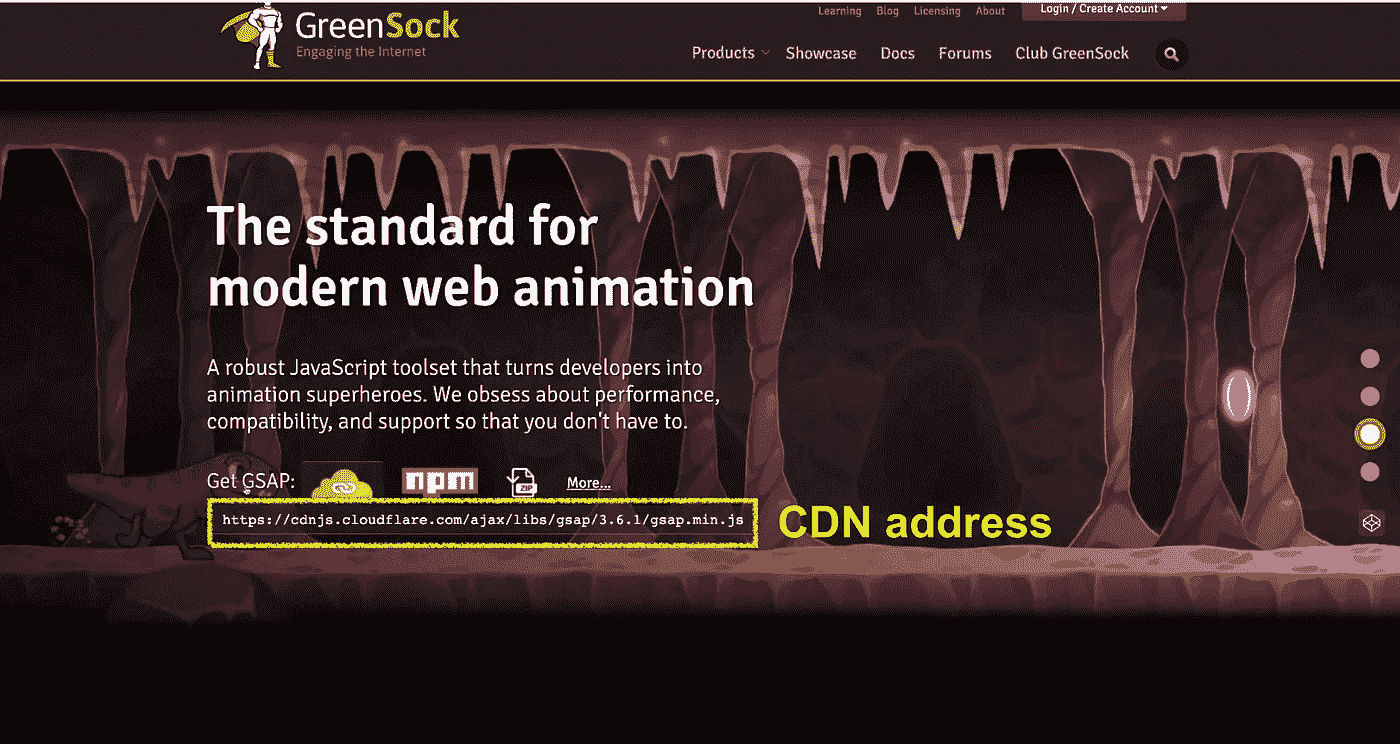 GreenSock
Engaging the Internet
Learning Blog Licensing About Login / Create Account
Products Showcase Docs Forums Club GreenSock
The standard for
modern web animation
A robust JavaScript toolset that turns developers into
animation superheroes. We obsess about performance,
compatibility, and support so that you don't have to.
Get GSAP: npm ZIP More...
https://cdnjs.cloudflare.com/ajax/libs/gsap/3.6.1/gsap.min.js
CDN address